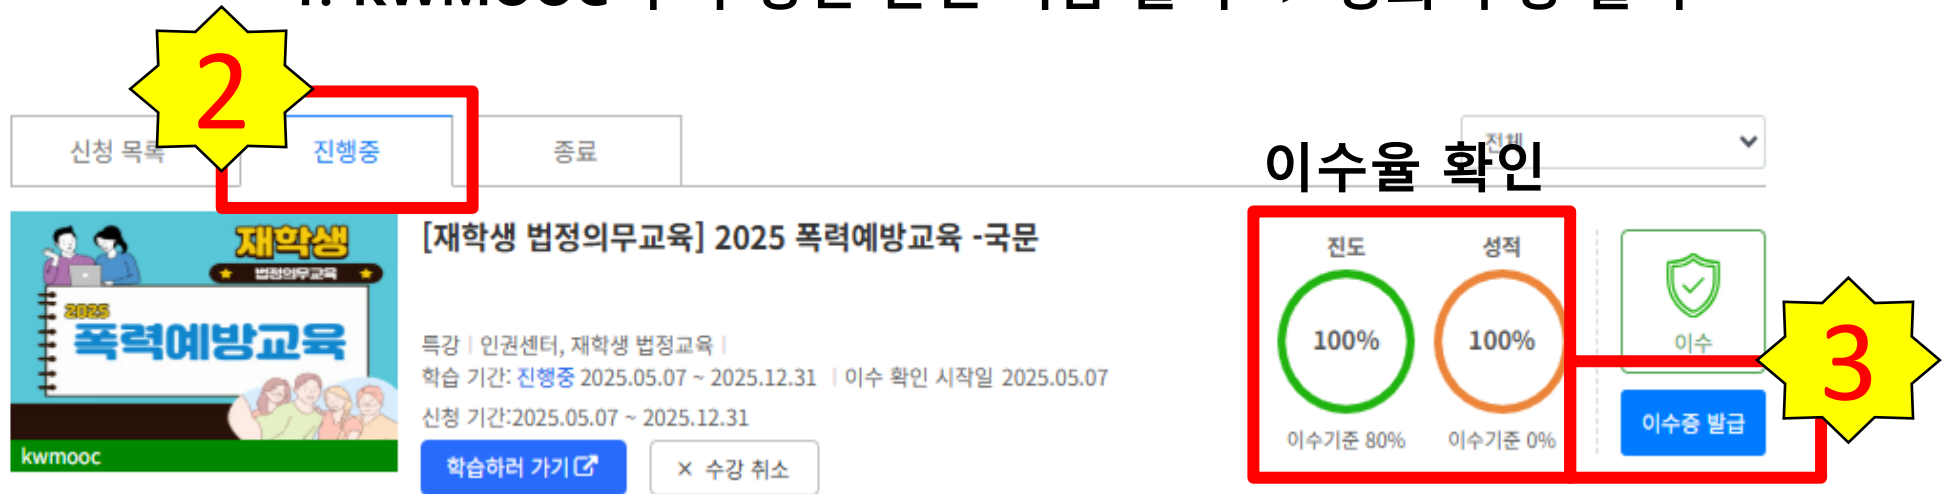 2
신청 목록
진행중
종료
전체
이수율 확인
재학생
법정의무교육
2025
폭력예방교육
kwmooc
[재학생 법정의무교육] 2025 폭력예방교육 -국문
특강 | 인권센터, 재학생 법정교육 |
학습 기간: 진행중 2025.05.07 ~ 2025.12.31 | 이수 확인 시작일 2025.05.07
신청 기간:2025.05.07 ~ 2025.12.31
학습하러 가기
× 수강 취소
진도
100%
이수기준 80%
성적
100%
이수기준 0%
이수
이수증 발급
3